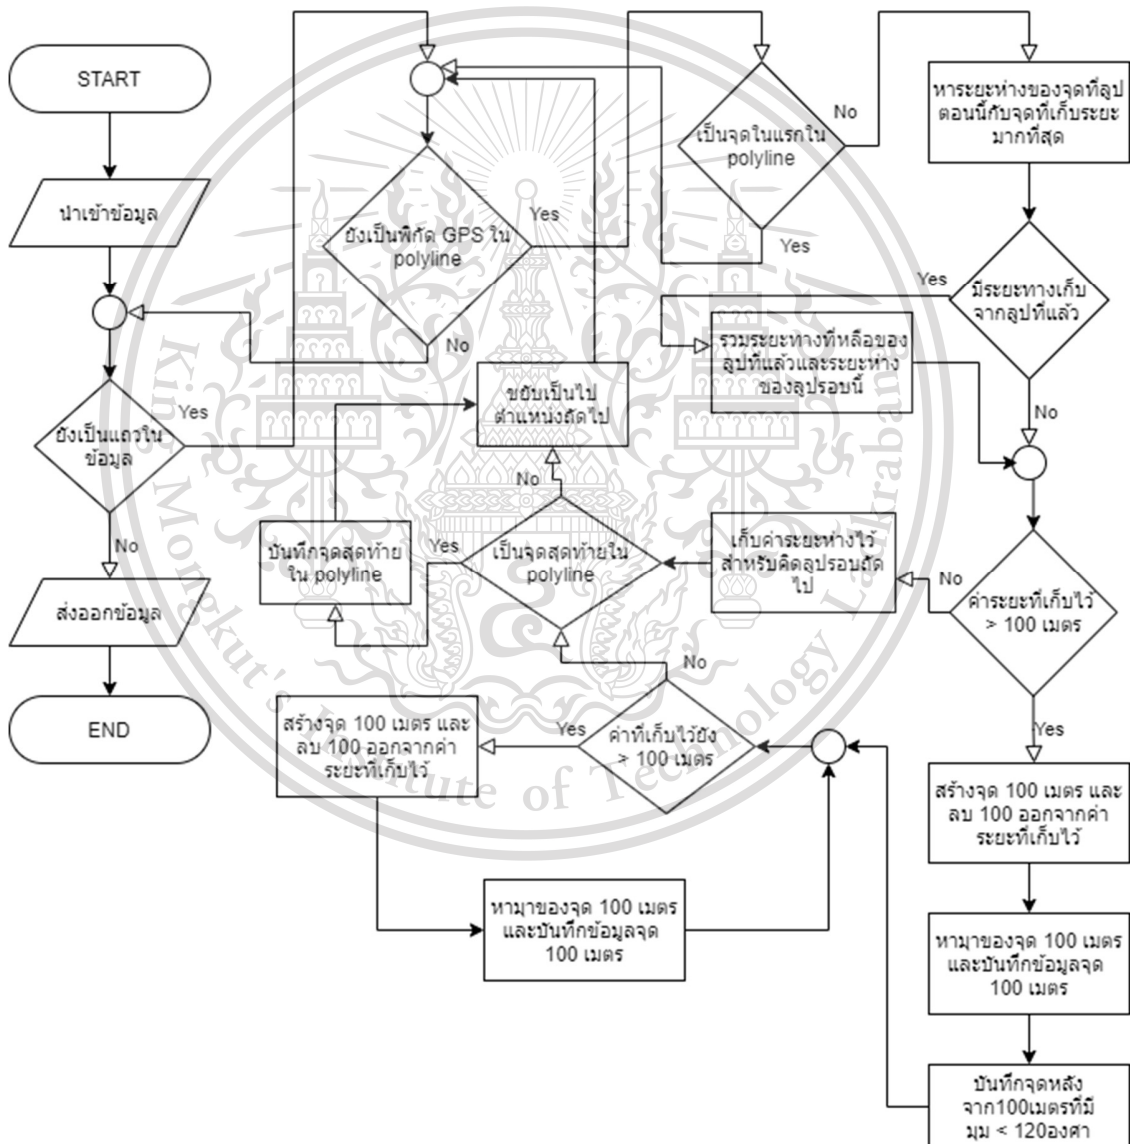 START
นำเข้าข้อมูล
ยังเป็นแถวใน
ข้อมูล
Yes
No
ส่งออกข้อมูล
END
ยังเป็นพิกัด GPS ใน
polyline
Yes
No
เป็นจุดในแรกใน
polyline
No
Yes
หาระยะห่างของจุดที่ลูป
ตอนนี้กับจุดที่เก็บระยะ
มากที่สุด
มีระยะทางเก็บ
จากลูปที่แล้ว
Yes
No
รวมระยะทางที่หลือของ
ลูปที่แล้วและระยะห่าง
ของลูปรอบนี้
ค่าระยะที่เก็บไว้
> 100 เมตร
No
Yes
เก็บค่าระยะห่างไว้
สำหรับคิดลูปรอบถัด
ไป
เป็นจุดสุดท้ายใน
polyline
No
Yes
ขยับเป็นไป
ตำแหน่งถัดไป
บันทึกจุดสุดท้าย
ใน polyline
สร้างจุด 100 เมตร และ
ลบ 100 ออกจากค่า
ระยะที่เก็บไว้
หามุาของจุด 100 เมตร
และบันทึกข้อมูลจุด
100 เมตร
บันทึกจุดหลัง
จาก100เมตรที่มี
มุม < 120องศา
ค่าที่เก็บไว้ยัง
> 100 เมตร
No
Yes
สร้างจุด 100 เมตร และ
ลบ 100 ออกจากค่า
ระยะที่เก็บไว้
หามุาของจุด 100 เมตร
และบันทึกข้อมูลจุด
100 เมตร
King Mongkut's Institute of Technology Ladkrabang